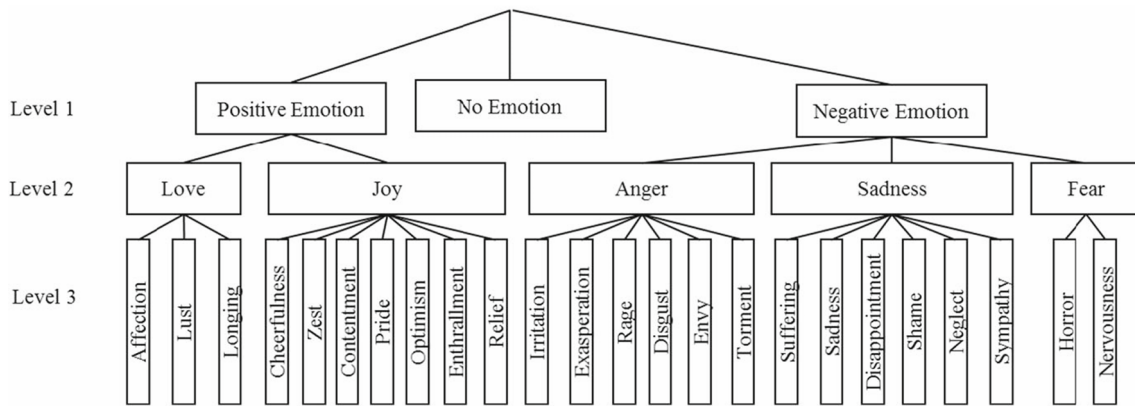 Level 1
Positive Emotion
No Emotion
Negative Emotion
Level 2
Love
Joy
Anger
Sadness
Fear
Level 3
Affection
Lust
Longing
Cheerfulness
Zest
Contentment
Pride
Optimism
Enthrallment
Relief
Irritation
Exasperation
Rage
Disgust
Envy
Torment
Suffering
Sadness
Disappointment
Shame
Neglect
Sympathy
Horror
Nervousness